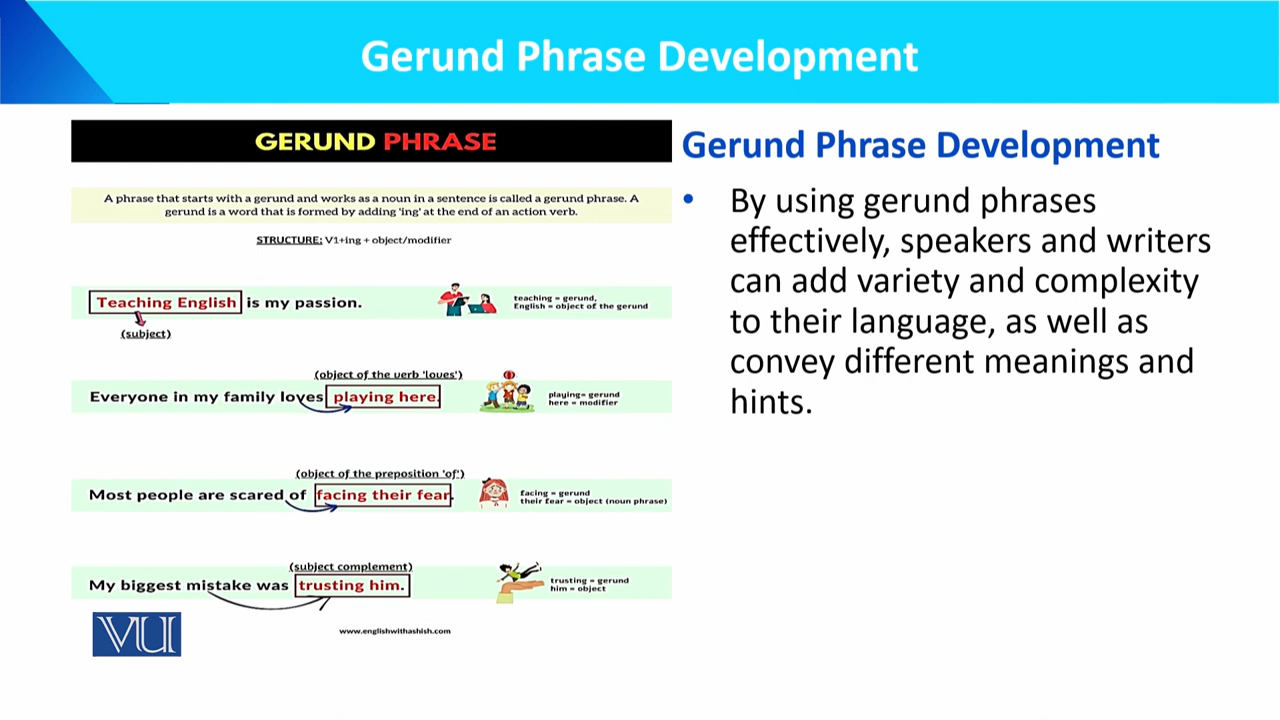 Gerund Phrase Development
GERUND PHRASE
A phrase that starts with a gerund and works as a noun in a sentence is called a gerund phrase. A
gerund is a word that is formed by adding 'ing' at the end of an action verb.
STRUCTURE: V1+ing + object/modifier
Teaching English is my passion.
teaching = gerund,
English = object of the gerund
(subject)
(object of the verb 'loves')
Everyone in my family loves playing here.
playing= gerund
here = modifier
(object of the preposition 'of')
Most people are scared of facing their fear.
facing = gerund
their fear = object (noun phrase)
(subject complement)
My biggest mistake was trusting him.
trusting = gerund
him = object
VU
www.englishwithashish.com
Gerund Phrase Development
• By using gerund phrases
effectively, speakers and writers
can add variety and complexity
to their language, as well as
convey different meanings and
hints.